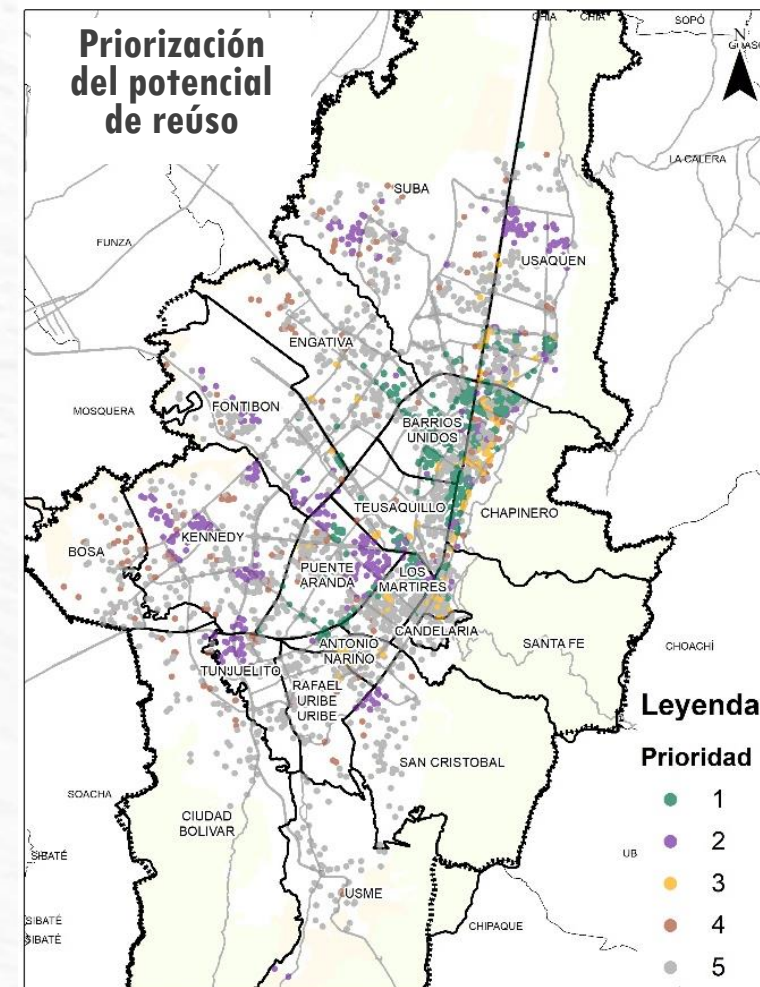 Priorización
del potencial
de reúso
CHIA
CHIA
SOPÓ
N
LA CALERA
SUBA
FUNZA
USAQUEN
ENGATIVA
MOSQUERA
FONTIBON
BARRIOS
UNIDOS
TEUSAQUILLO
CHAPINERO
KENNEDY
BOSA
PUENTE
ARANDA
LOS
MARTIRES
CANDELARIA
ANTONIO
NARIÑO
SANTA FE
CHOACHÍ
TUNJUELITO
RAFAEL
URIBE
URIBE
SAN CRISTOBAL
SOACHA
CIUDAD
BOLIVAR
SIBATÉ
UB
USME
SIBATÉ
SIBATÉ
CHIPAQUE
Leyenda
Prioridad
1
2
3
4
5